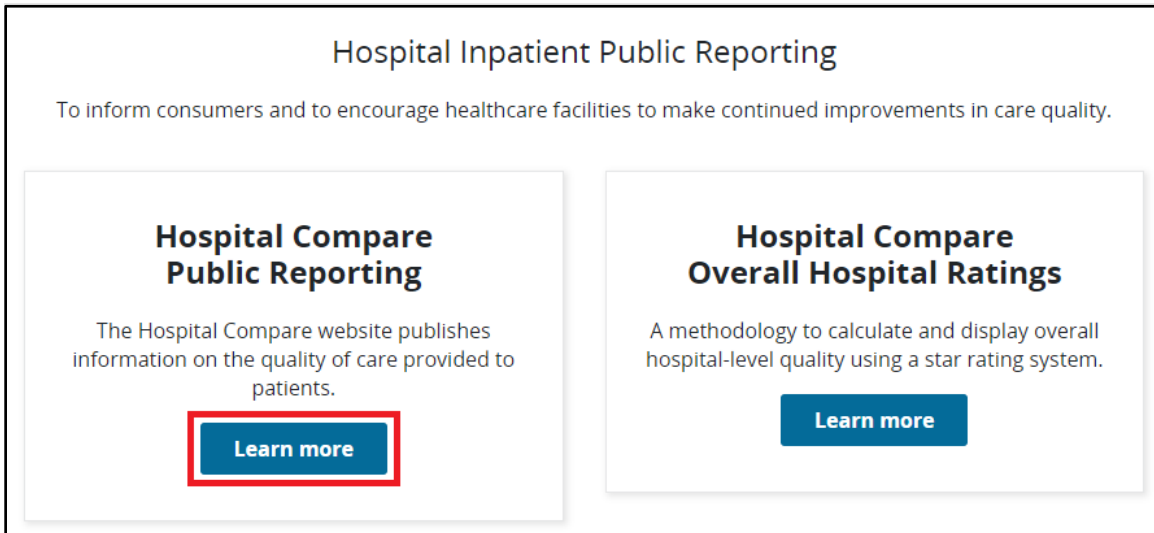 Hospital Inpatient Public Reporting
To inform consumers and to encourage healthcare facilities to make continued improvements in care quality.
Hospital Compare
Public Reporting
The Hospital Compare website publishes
information on the quality of care provided to
patients.
Learn more
Hospital Compare
Overall Hospital Ratings
A methodology to calculate and display overall
hospital-level quality using a star rating system.
Learn more